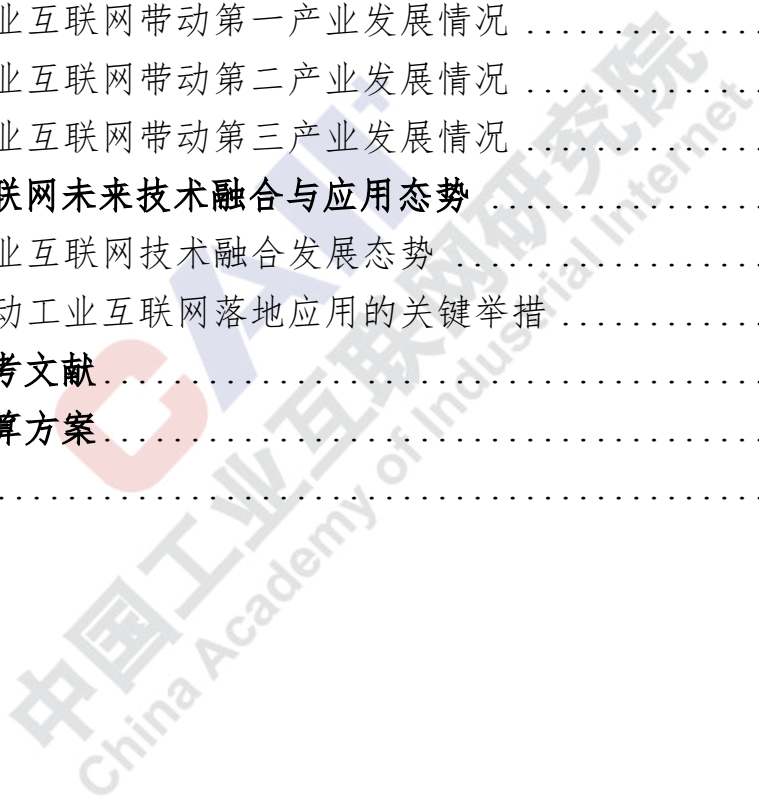 业互联网带动第一产业发展情况 ..............
业互联网带动第二产业发展情况 ..............
业互联网带动第三产业发展情况 ..............
联网未来技术融合与应用态势 ................
业互联网技术融合发展态势 ..................
动工业互联网落地应用的关键举措 ............
考文献 ....................................
算方案 ....................................
..........................................
CAII
中国工业互联网研究院
China Academy of Industrial Internet